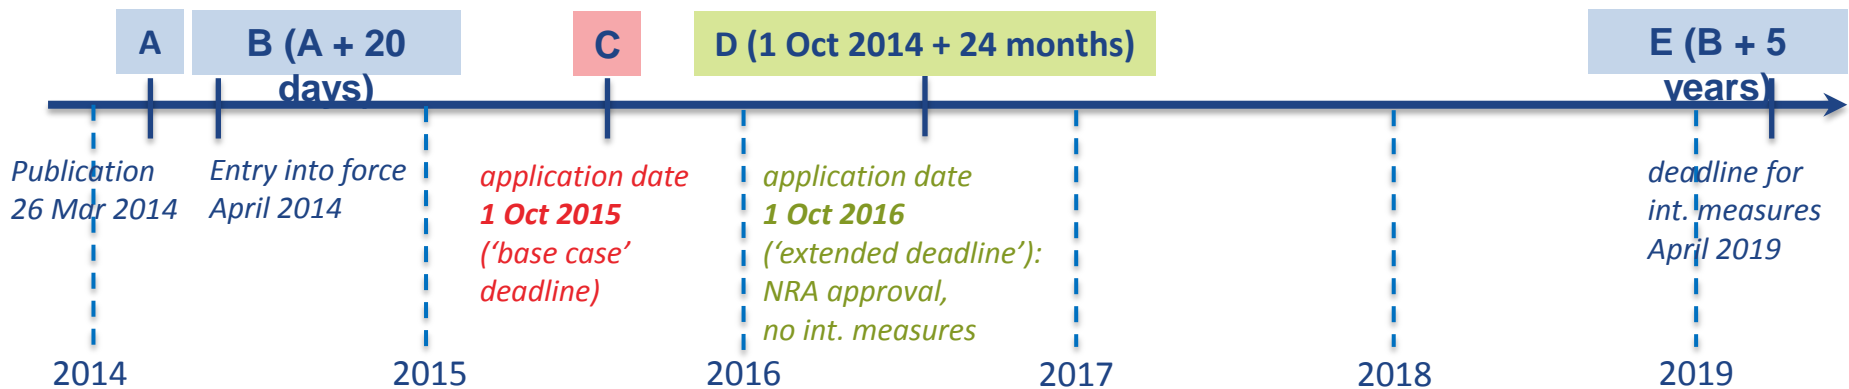 A
B (A + 20
days)
C
D (1 Oct 2014 + 24 months)
E (B + 5
years)
Publication
26 Mar 2014
Entry into force
April 2014
application date
1 Oct 2015
(‘base case’
deadline)
application date
1 Oct 2016
(‘extended deadline’):
NRA approval,
no int. measures
deadline for
int. measures
April 2019
2014
2015
2016
2017
2018
2019